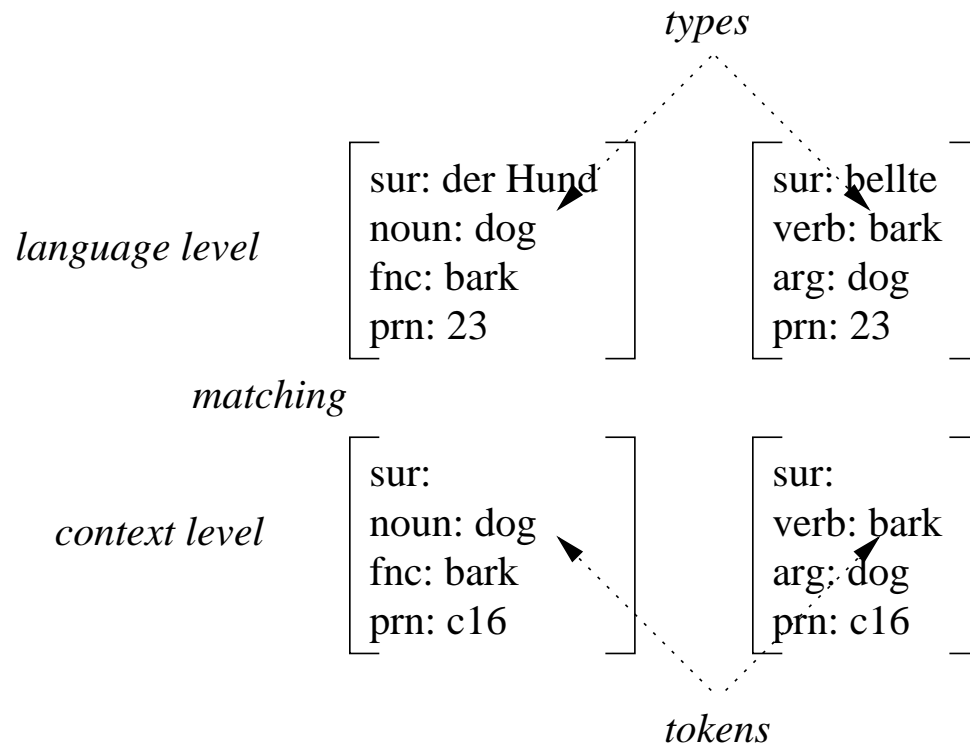 types
sur: der Hund
noun: dog
fnc: bark
prn: 23
sur: bellte
verb: bark
arg: dog
prn: 23
language level
matching
sur:
noun: dog
fnc: bark
prn: c16
sur:
verb: bark
arg: dog
prn: c16
context level
tokens